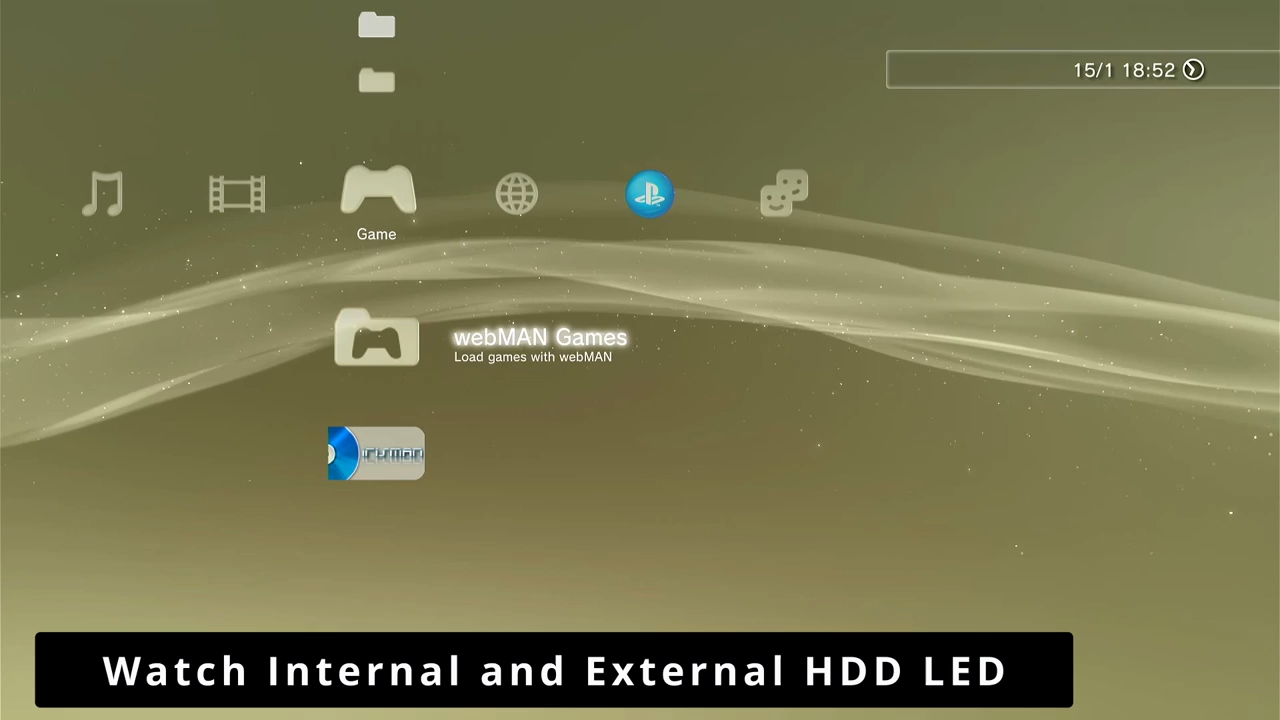 15/1 18:52
Game
webMAN Games
Load games with webMAN
Watch Internal and External HDD LED